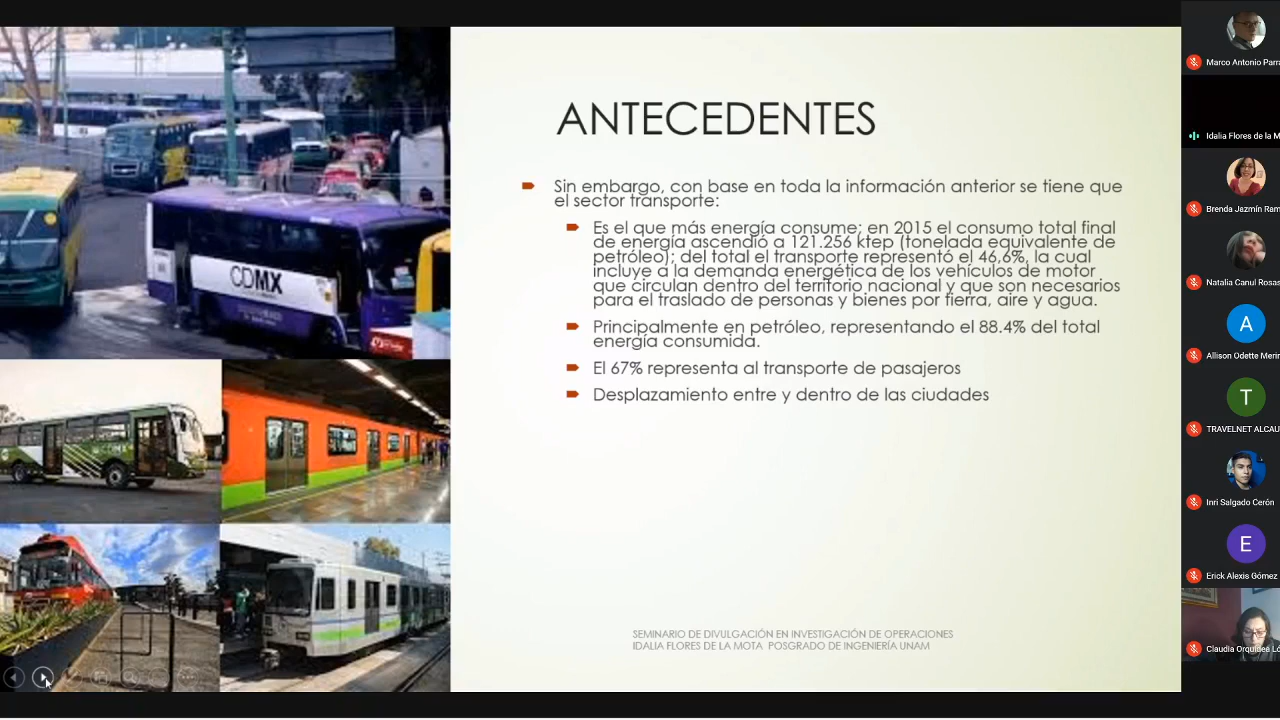 ANTECEDENTES
Sin embargo, con base en toda la información anterior se tiene que
el sector transporte:
Es el que más energía consume; en 2015 el consumo total final
de energía ascendió a 121.256 ktep (tonelada equivalente de
petróleo); del total el transporte representó el 46,6%, la cual
incluye a la demanda energética de los vehículos de motor
que circulan dentro del territorio nacional y que son necesarios
para el traslado de personas y bienes por tierra, aire y agua.
Principalmente en petróleo, representando el 88.4% del total
energía consumida.
El 67% representa al transporte de pasajeros
Desplazamiento entre y dentro de las ciudades
SEMINARIO DE DIVULGACIÓN EN INVESTIGACIÓN DE OPERACIONES
IDALIA FLORES DE LA MOTA POSGRADO DE INGENIERÍA UNAM
CDMX
Marco Antonio Parra
Idalia Flores de la M
Brenda Jazmín Ram
Natalia Canul Rosas
A
Allison Odette Merin
T
TRAVELNET ALCAU
Inri Salgado Cerón
E
Erick Alexis Gómez
Claudia Orquídea Ló